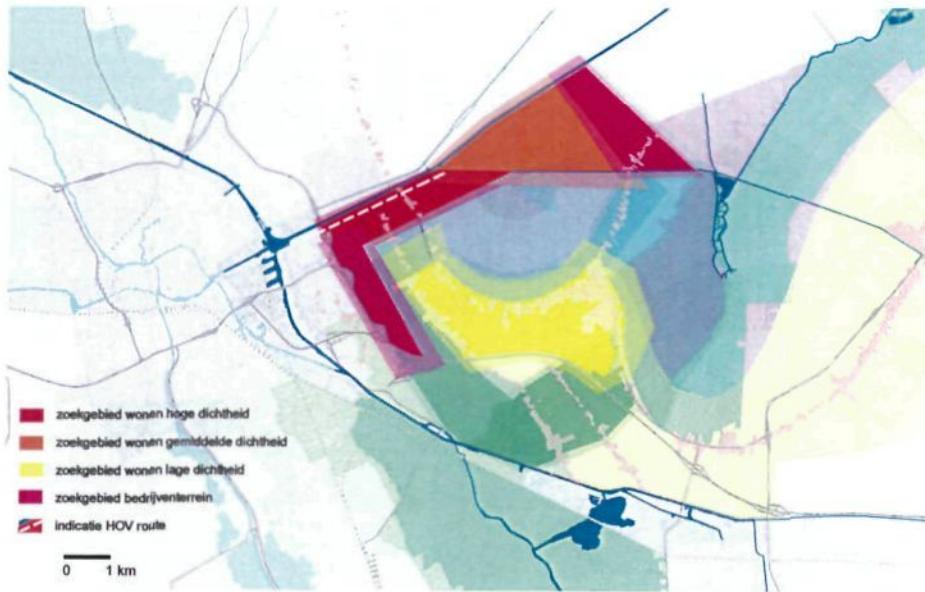 zoekgebied wonen hoge dichtheid
zoekgebied wonen gemiddelde dichtheid
zoekgebied wonen lage dichtheid
zoekgebied bedrijventerrein
indicatie HOV route
0 1 km